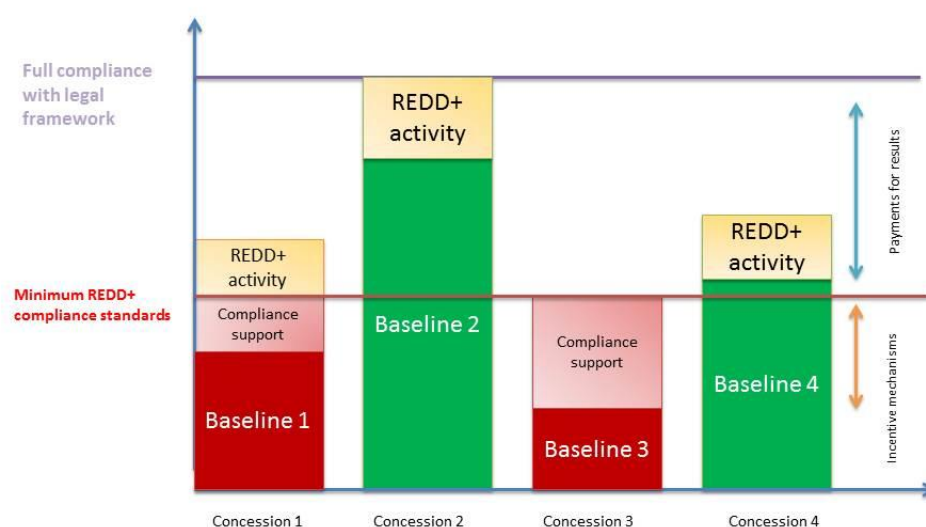 Full compliance
with legal
framework
REDD+
activity
Payments for results
REDD+
activity
REDD+
activity
Minimum REDD+
compliance standards
Compliance
support
Baseline 2
Compliance
support
Baseline 4
Incentive mechanisms
Baseline 1
Baseline 3
Concession 1
Concession 2
Concession 3
Concession 4